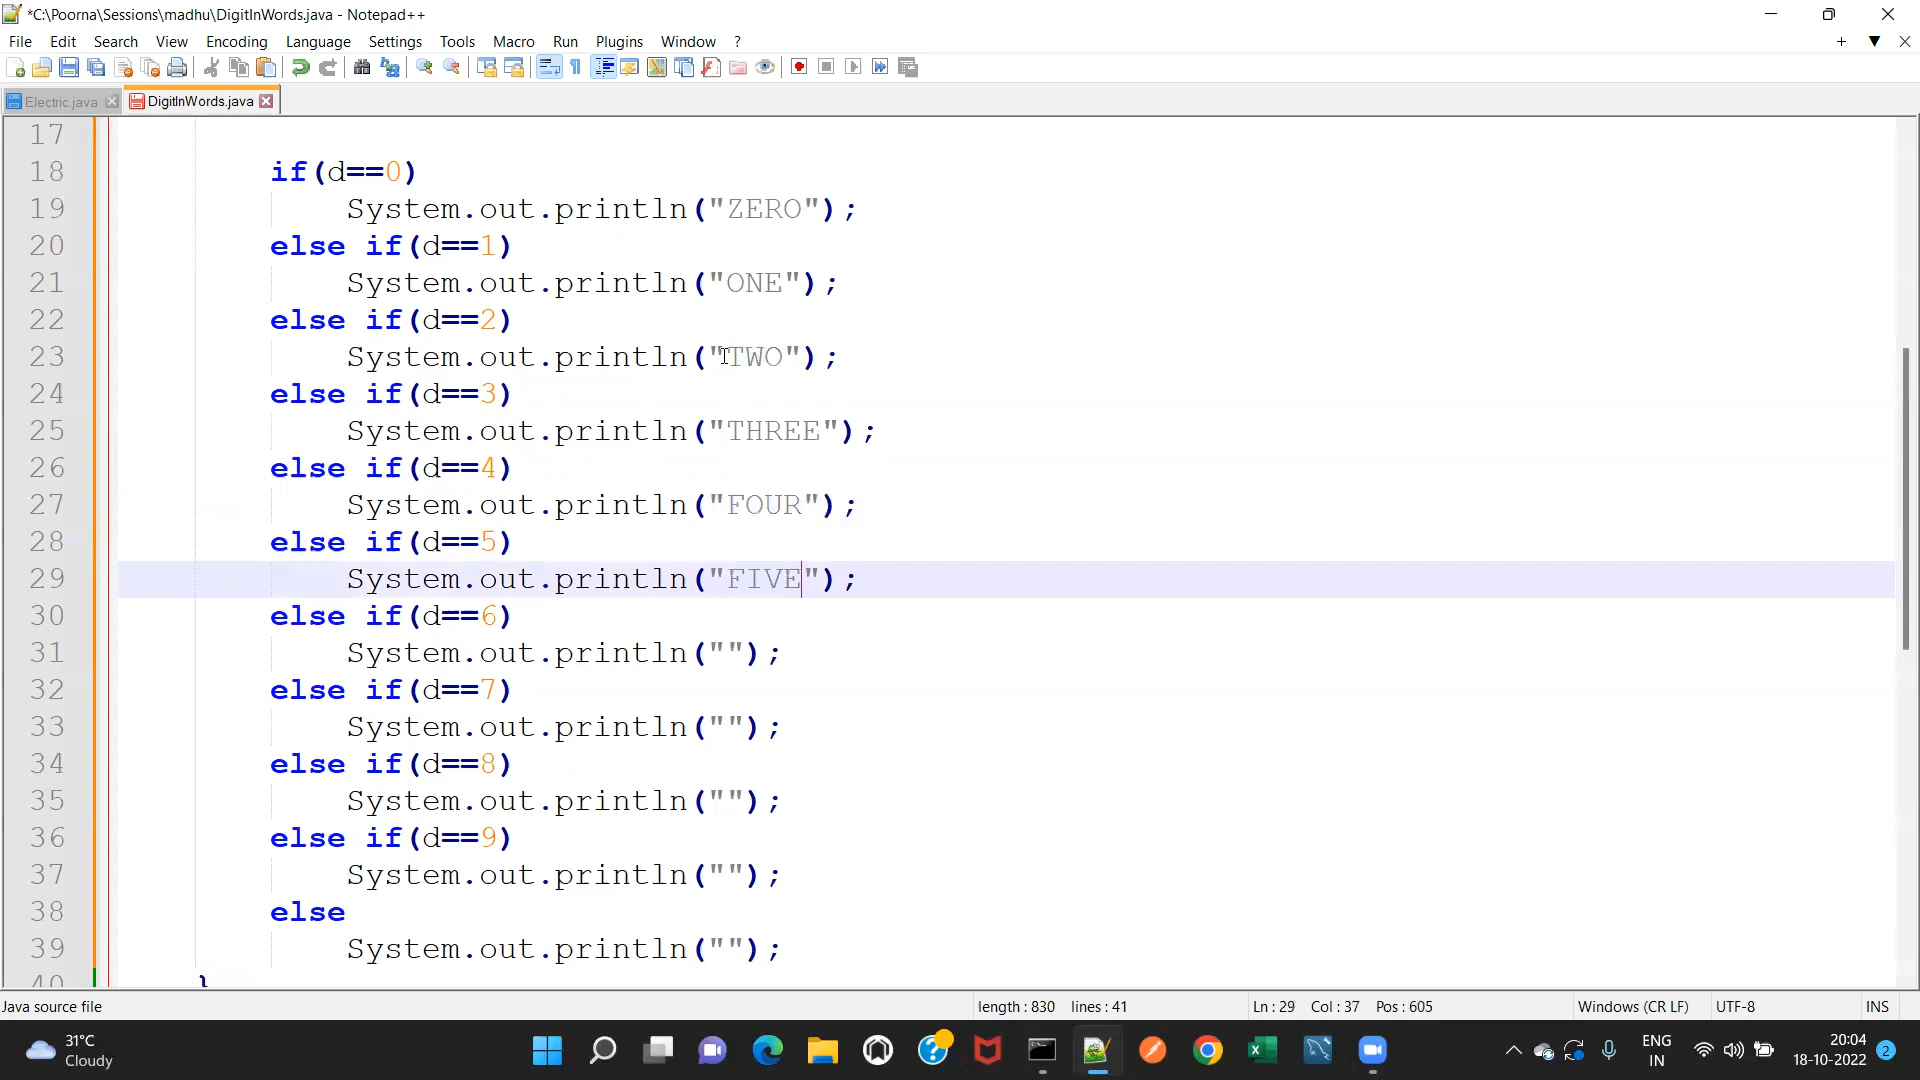 *C:\Poorna\Sessions\madhu\DigitInWords.java - Notepad++
File Edit Search View Encoding Language Settings Tools Macro Run Plugins Window ?
Electric.java DigitInWords.java
17
18 if(d==0)
19 System.out.println("ZERO");
20 else if(d==1)
21 System.out.println("ONE");
22 else if(d==2)
23 System.out.println("TWO");
24 else if(d==3)
25 System.out.println("THREE");
26 else if(d==4)
27 System.out.println("FOUR");
28 else if(d==5)
29 System.out.println("FIVE");
30 else if(d==6)
31 System.out.println("");
32 else if(d==7)
33 System.out.println("");
34 else if(d==8)
35 System.out.println("");
36 else if(d==9)
37 System.out.println("");
38 else
39 System.out.println("");
40 }
Java source file length : 830 lines : 41 Ln : 29 Col : 37 Pos : 605 Windows (CR LF) UTF-8 INS
31°C
Cloudy
ENG
IN
20:04
18-10-2022
2